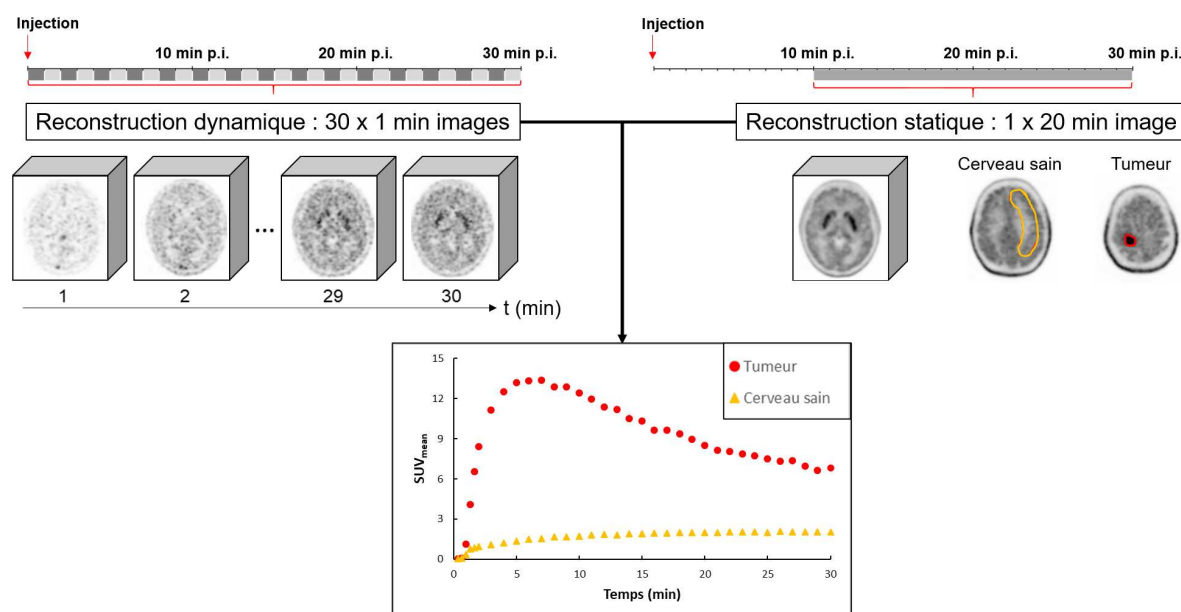 Injection
10 min p.i.
20 min p.i.
30 min p.i.
Reconstruction dynamique : 30 x 1 min images
1
2
...
29
30
t (min)
Injection
10 min p.i.
20 min p.i.
30 min p.i.
Reconstruction statique : 1 x 20 min image
Cerveau sain
Tumeur
15
12
9
6
3
0
SUVmean
0
5
10
15
20
25
30
Temps (min)
Tumeur
Cerveau sain